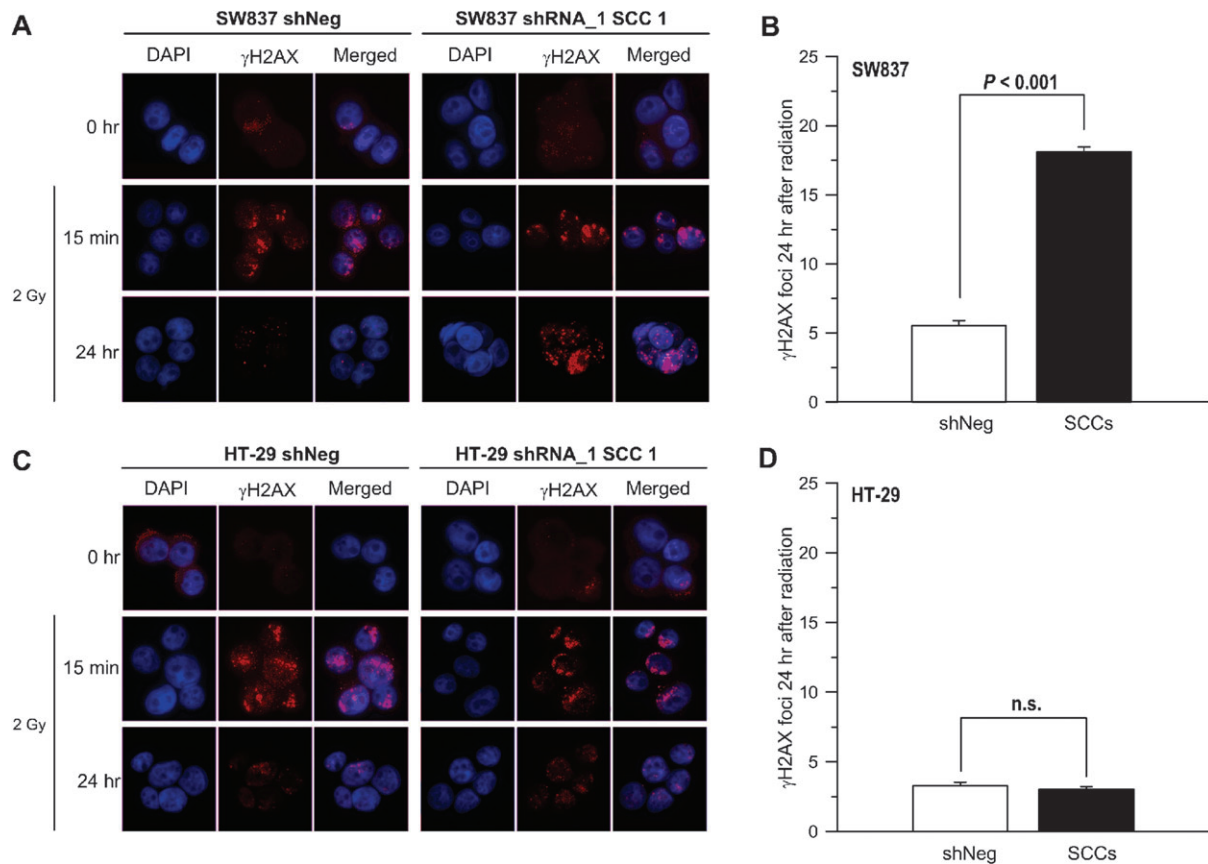 A
SW837 shNeg
SW837 shRNA_1 SCC 1
DAPI
γH2AX
Merged
DAPI
γH2AX
Merged
0 hr
15 min
2 Gy
24 hr
B
γH2AX foci 24 hr after radiation
25
20
15
10
5
0
SW837
P < 0.001
shNeg
SCCs
C
HT-29 shNeg
HT-29 shRNA_1 SCC 1
DAPI
γH2AX
Merged
DAPI
γH2AX
Merged
0 hr
15 min
2 Gy
24 hr
D
γH2AX foci 24 hr after radiation
25
20
15
10
5
0
HT-29
n.s.
shNeg
SCCs